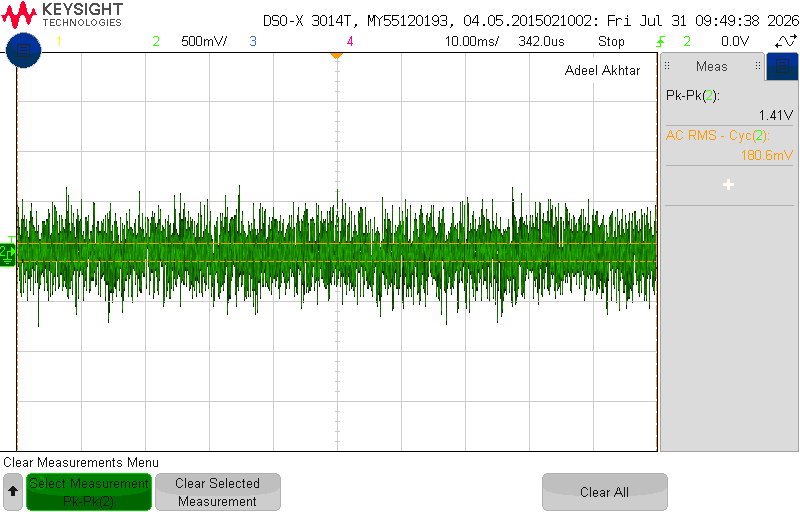 KEYSIGHT
TECHNOLOGIES
DSO-X 3014T, MY55120193, 04.05.2015021002: Fri Jul 31 09:49:38 2026
1 2 500mV/ 3 4 10.00ms/ 342.0us Stop 2 0.0V
Adeel Akhtar
Meas
Pk-Pk(2):
1.41V
AC RMS - Cyc(2):
180.6mV
2
Clear Measurements Menu
Select Measurement
Pk-Pk(2)
Clear Selected
Measurement
Clear All